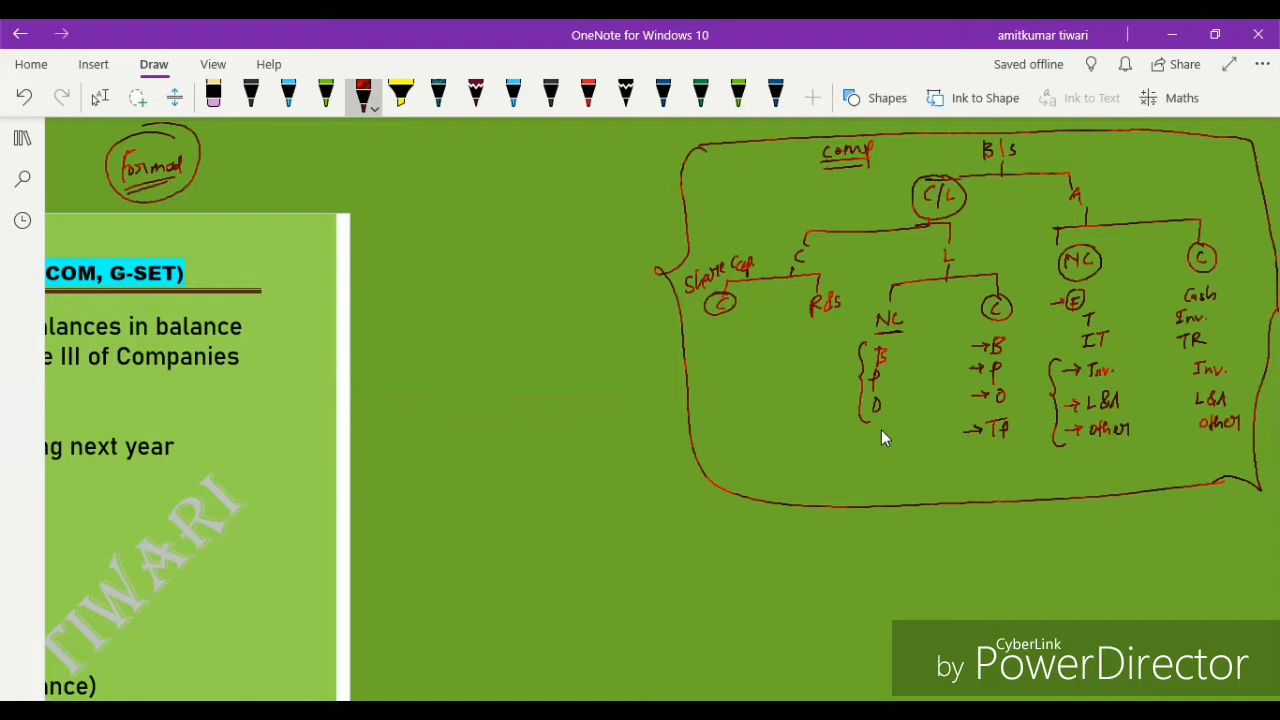 OneNote for Windows 10
amitkumar tiwari
Home Insert Draw View Help
Saved offline
Share
Shapes
Ink to Shape
Ink to Text
Maths
Format
COM, G-SET)
alances in balance
e III of Companies
ng next year
TIWARI
nce)
comp B/s
C/L A
C L NC C
Share Cap
C R&S
NC C
B
P
O
B
P
O
TP
F
T
IT
Inv.
L&A
other
Cash
Inv.
TR
Inv.
L&A
other
CyberLink
by PowerDirector